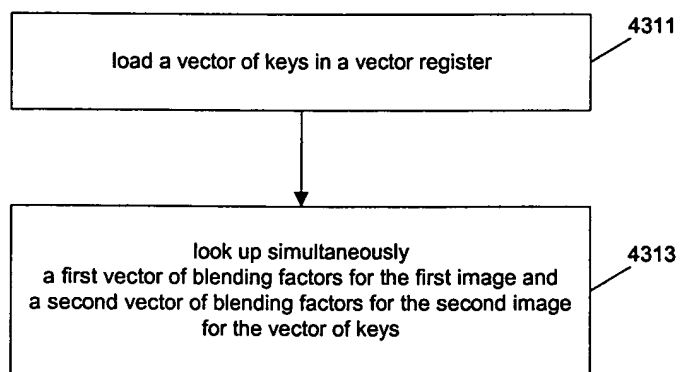 4311
load a vector of keys in a vector register
look up simultaneously
a first vector of blending factors for the first image and
a second vector of blending factors for the second image
for the vector of keys
4313